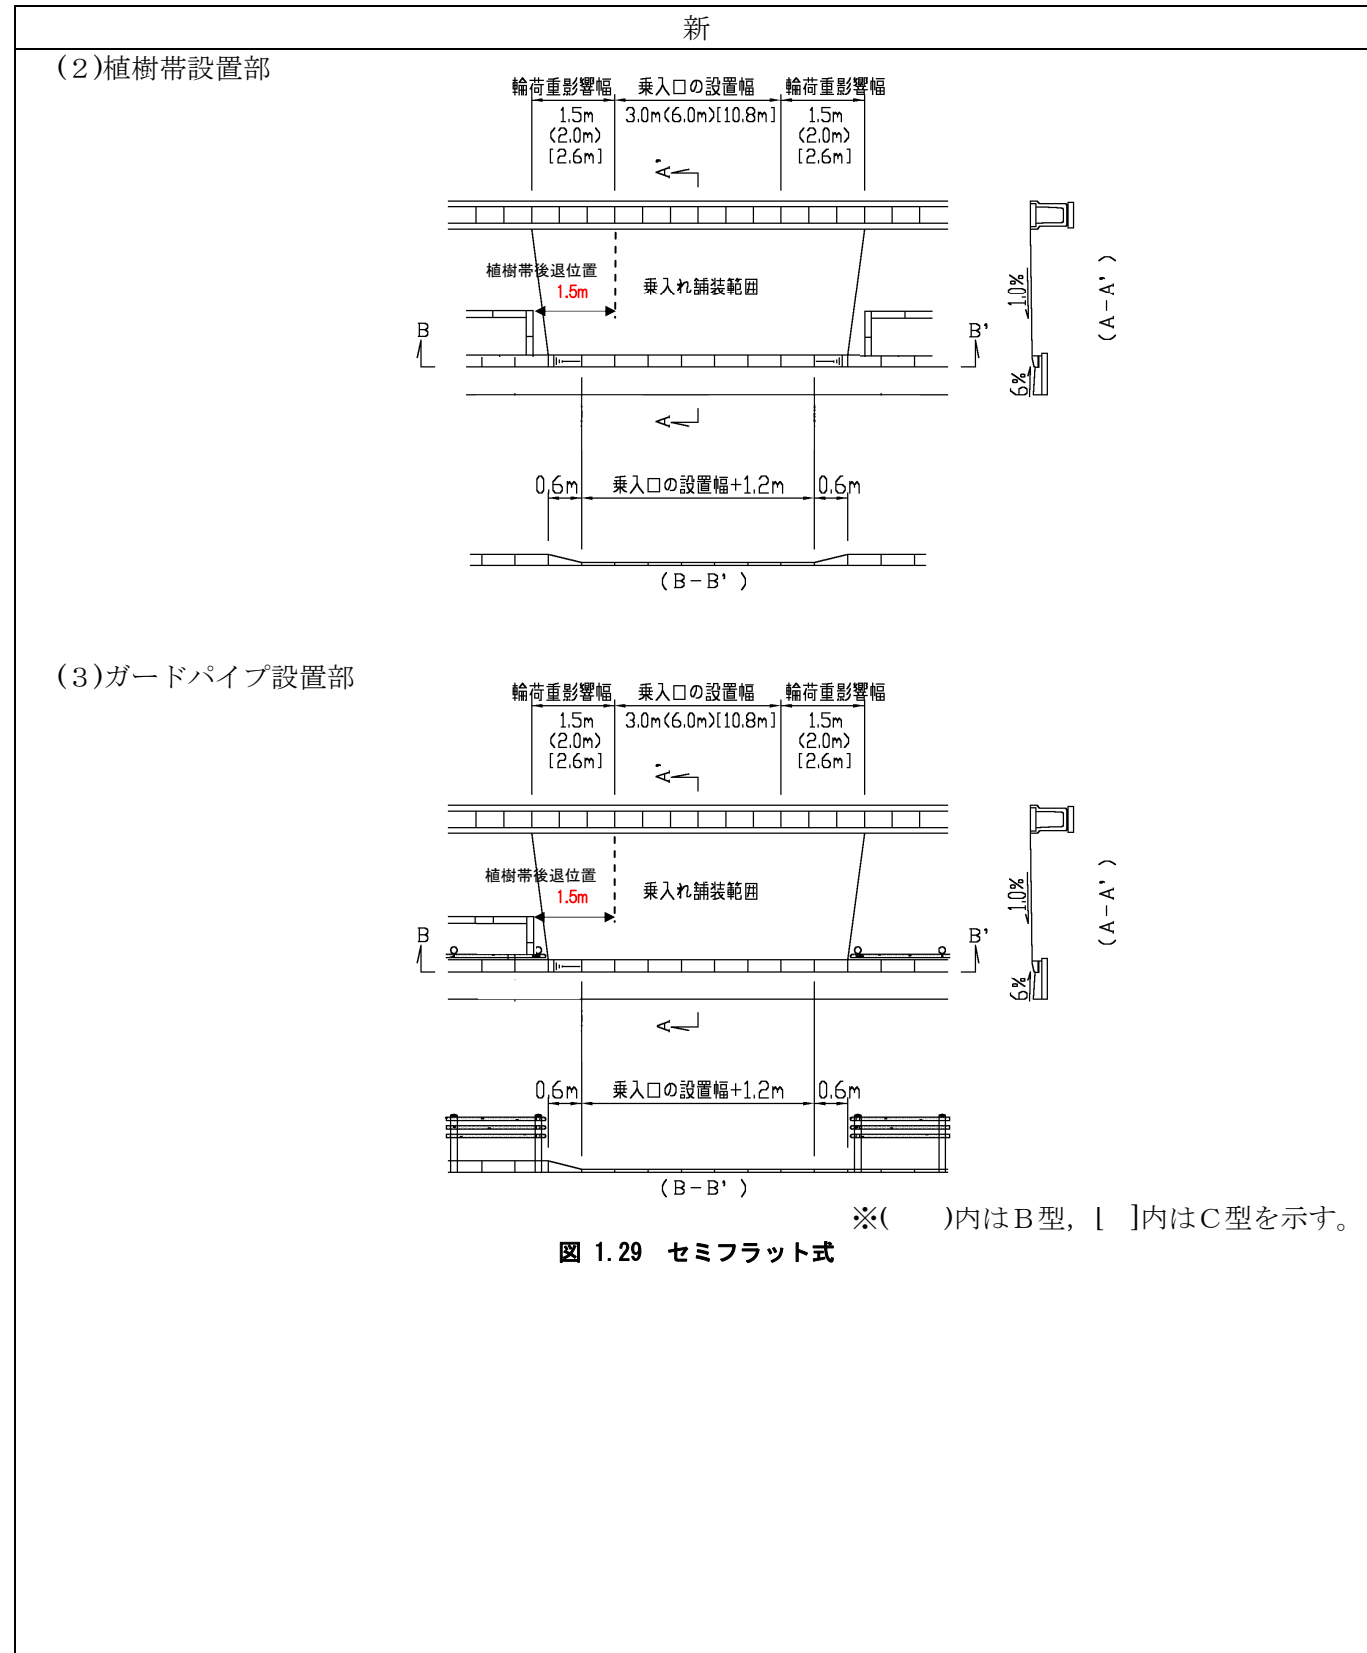 新
(２)植樹帯設置部
輪荷重影響幅 乗入口の設置幅 輪荷重影響幅
1.5m 3.0m(6.0m)[10.8m] 1.5m
(2.0m) (2.0m)
[2.6m] [2.6m]
A'
植樹帯後退位置
1.5m
乗入れ舗装範囲
1.0%
(A－A')
B B'
6%
A
0.6m 乗入口の設置幅+1.2m 0.6m
(B－B')
(３)ガードパイプ設置部
輪荷重影響幅 乗入口の設置幅 輪荷重影響幅
1.5m 3.0m(6.0m)[10.8m] 1.5m
(2.0m) (2.0m)
[2.6m] [2.6m]
A'
植樹帯後退位置
1.5m
乗入れ舗装範囲
1.0%
(A－A')
B B'
6%
A
0.6m 乗入口の設置幅+1.2m 0.6m
(B－B')
※(　　)内はＢ型，[　]内はＣ型を示す。
図 1.29　セミフラット式